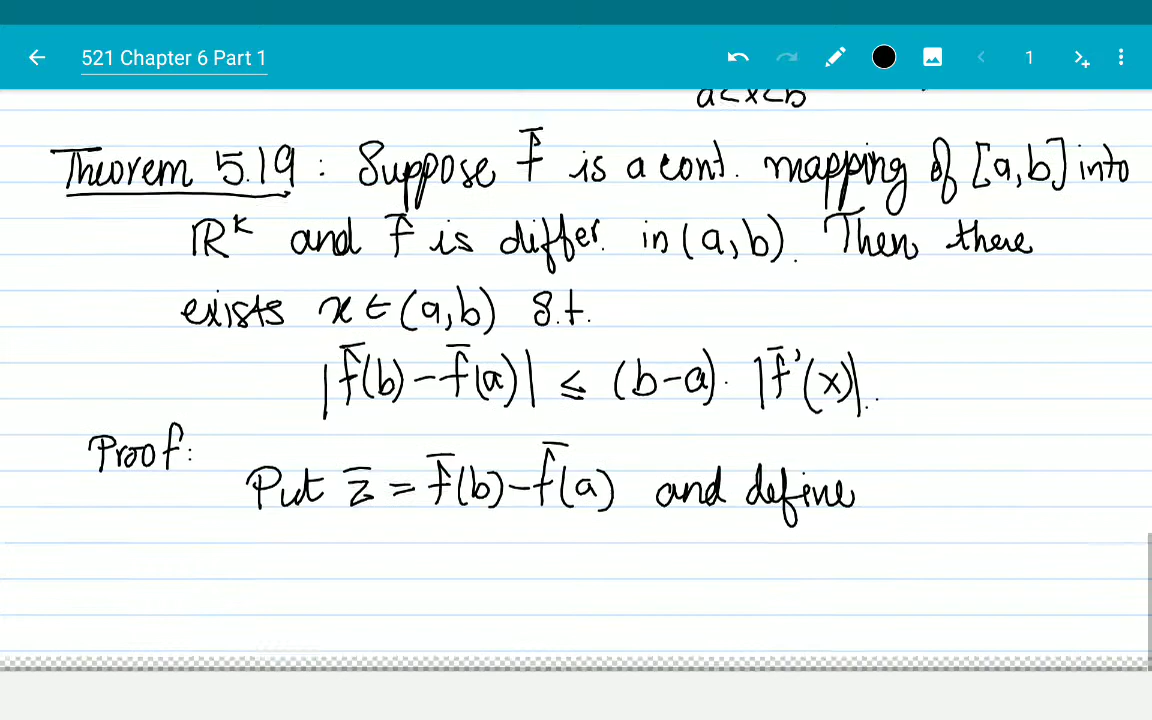 521 Chapter 6 Part 1
1
a<x<b
Theorem 5.19 : Suppose f̄ is a cont. mapping of [a,b] into
ℝᵏ and f̄ is differ. in (a,b). Then there
exists x ∈ (a,b) s.t.
|f̄(b) − f̄(a)| ≤ (b−a) · |f̄'(x)|.
Proof:
Put z̄ = f̄(b) − f̄(a) and define